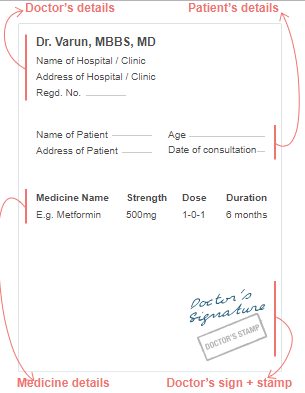 Doctor's details
Patient's details
Dr. Varun, MBBS, MD
Name of Hospital / Clinic
Address of Hospital / Clinic
Regd. No.
Name of Patient Age
Address of Patient Date of consultation
Medicine Name Strength Dose Duration
E.g. Metformin 500mg 1-0-1 6 months
Doctor's
Signature
DOCTOR'S STAMP
Medicine details
Doctor's sign + stamp